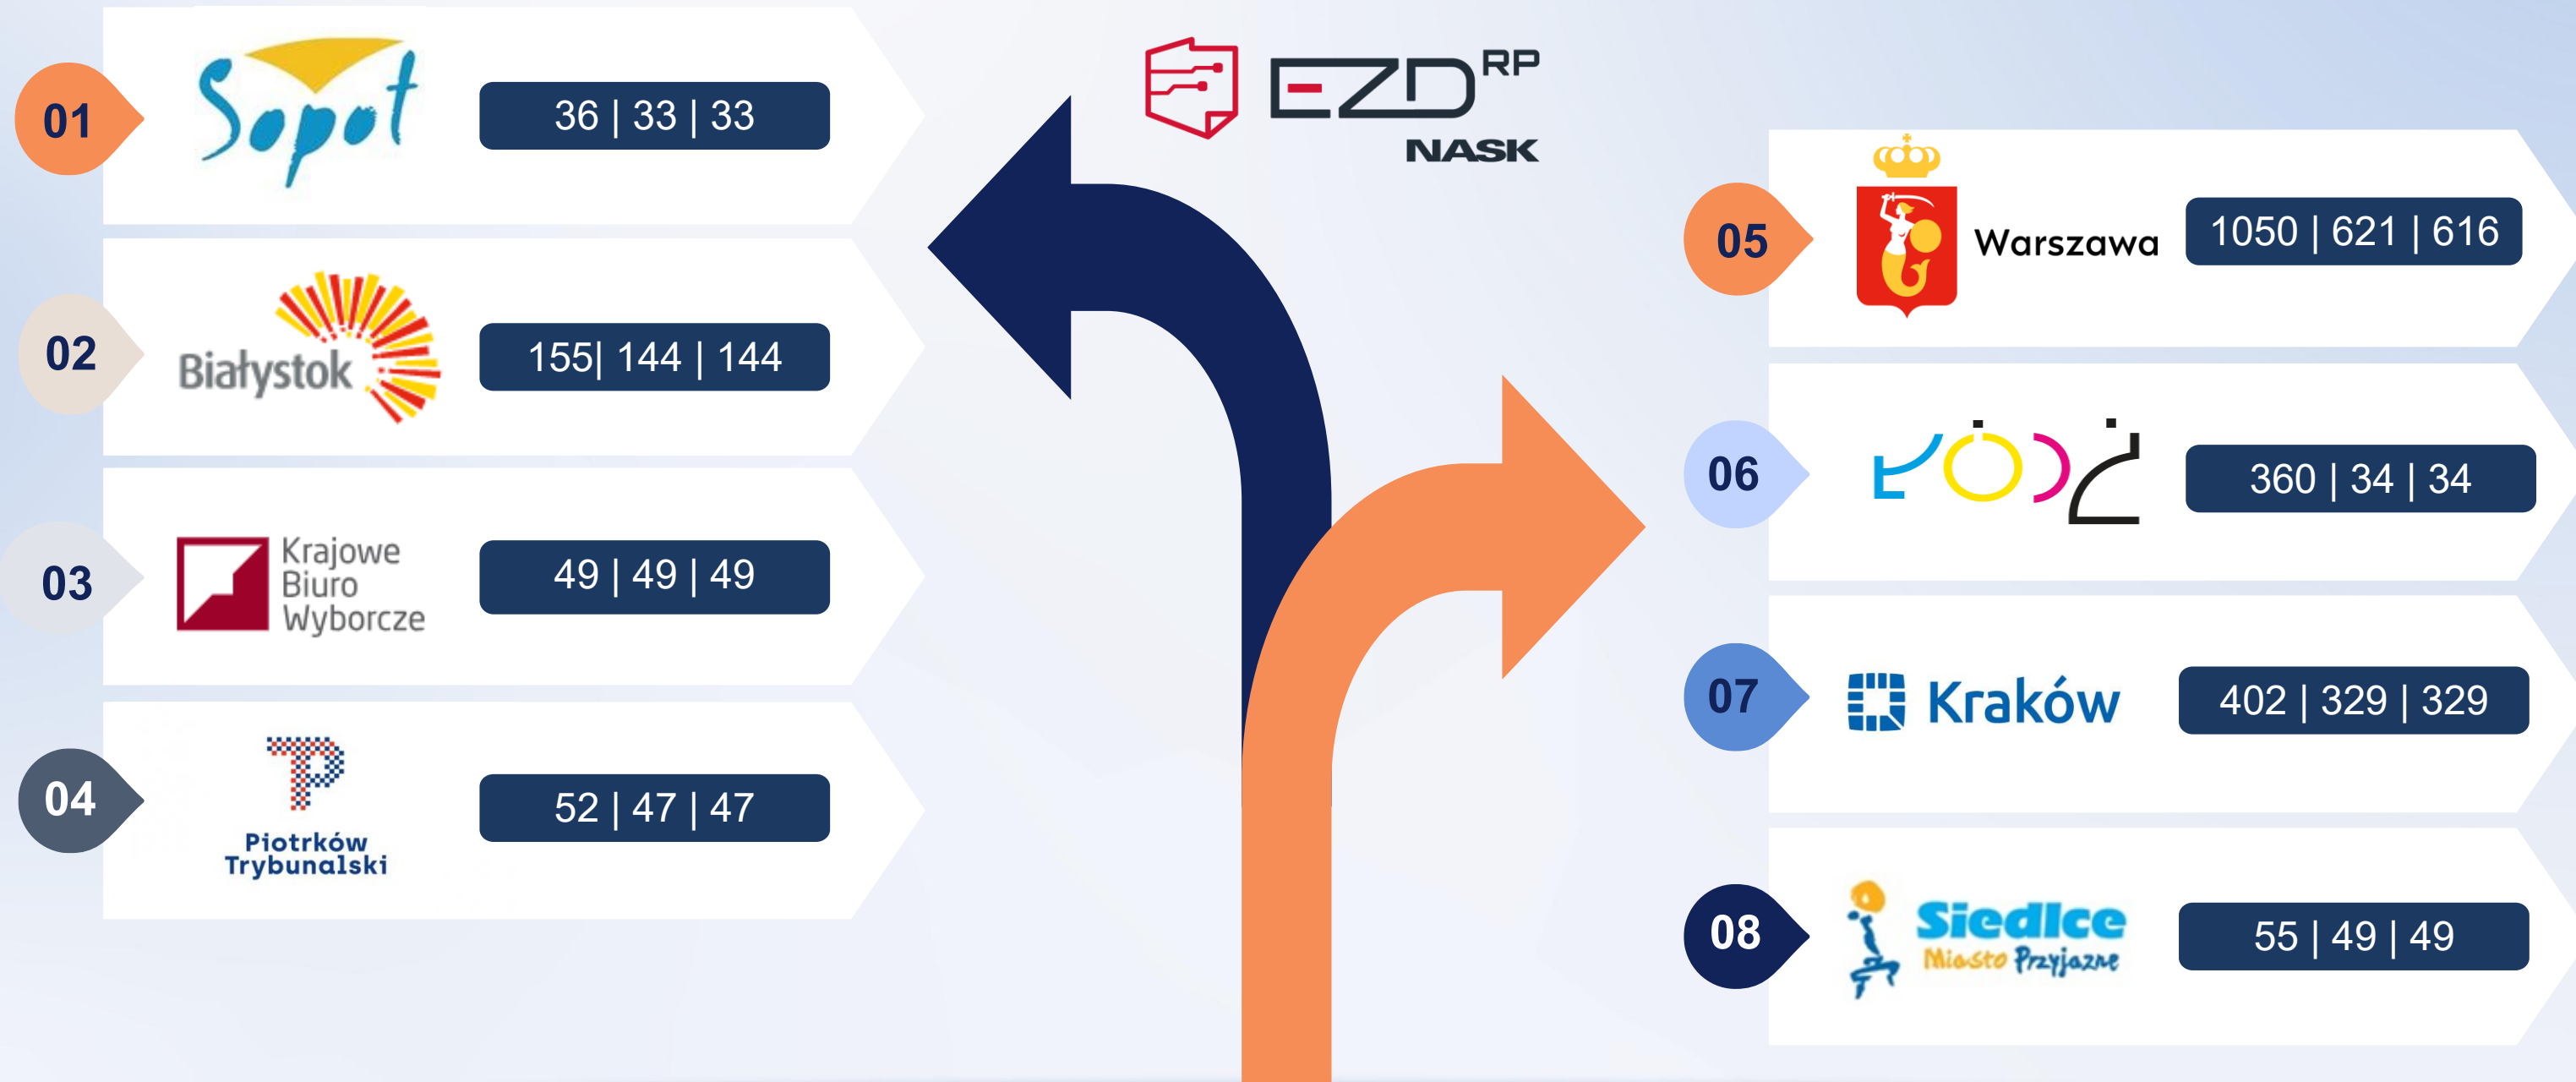 EZD RP
NASK
01
Sopot
36 | 33 | 33
02
Białystok
155| 144 | 144
03
Krajowe
Biuro
Wyborcze
49 | 49 | 49
04
TP
Piotrków
Trybunalski
52 | 47 | 47
05
Warszawa
1050 | 621 | 616
06
ŁÓDŹ
360 | 34 | 34
07
Kraków
402 | 329 | 329
08
Siedlce
Miasto Przyjazne
55 | 49 | 49